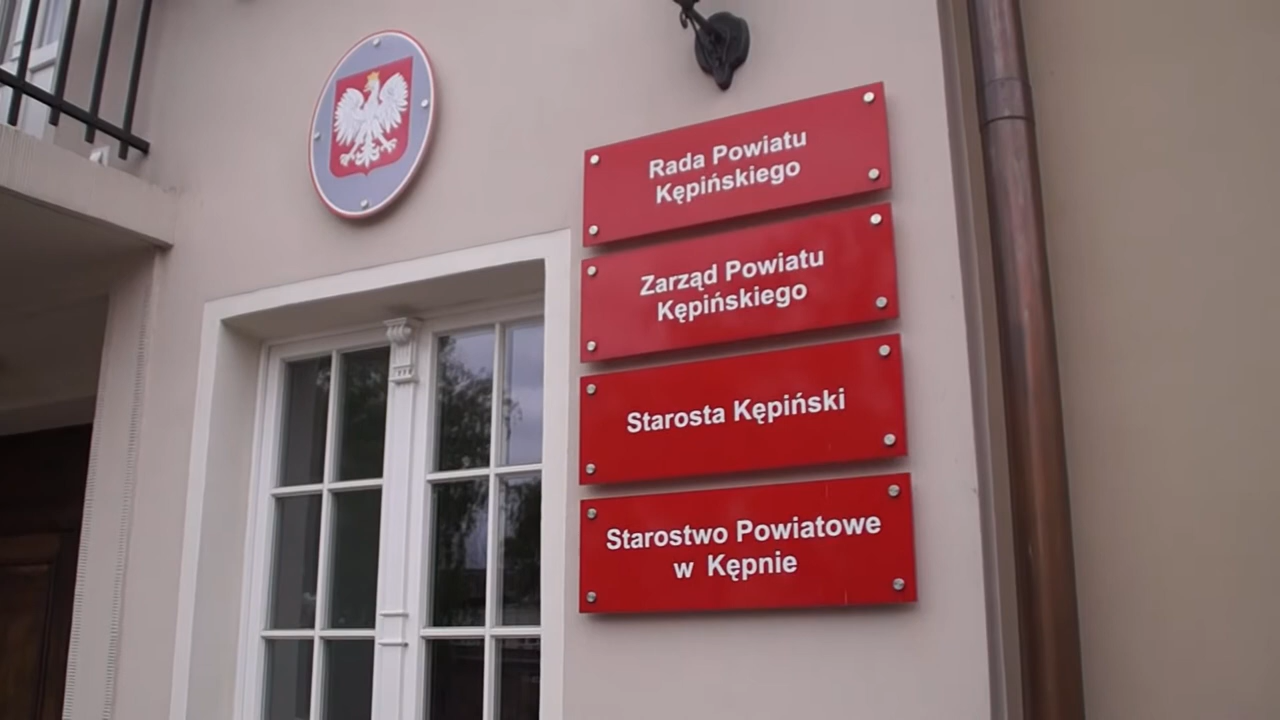 Rada Powiatu
Kępińskiego
Zarząd Powiatu
Kępińskiego
Starosta Kępiński
Starostwo Powiatowe
w Kępnie